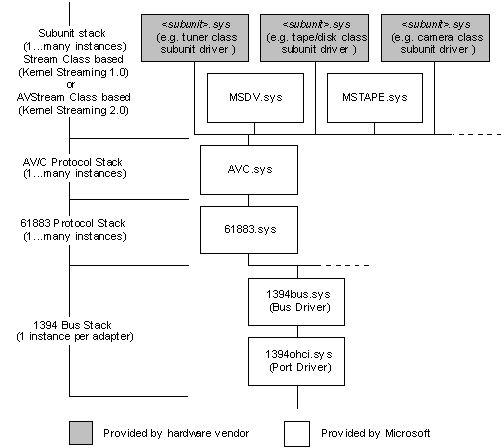 Subunit stack
(1...many instances)
Stream Class based
(Kernel Streaming 1.0)
or
AVStream Class based
(Kernel Streaming 2.0)
<subunit>.sys
(e.g. tuner class
subunit driver )
<subunit>.sys
(e.g. tape/disk class
subunit driver )
<subunit>.sys
(e.g. camera class
subunit driver )
MSDV.sys
MSTAPE.sys
AV/C Protocol Stack
(1...many instances)
AVC.sys
61883 Protocol Stack
(1...many instances)
61883.sys
1394 Bus Stack
(1 instance per adapter)
1394bus.sys
(Bus Driver)
1394ohci.sys
(Port Driver)
Provided by hardware vendor
Provided by Microsoft